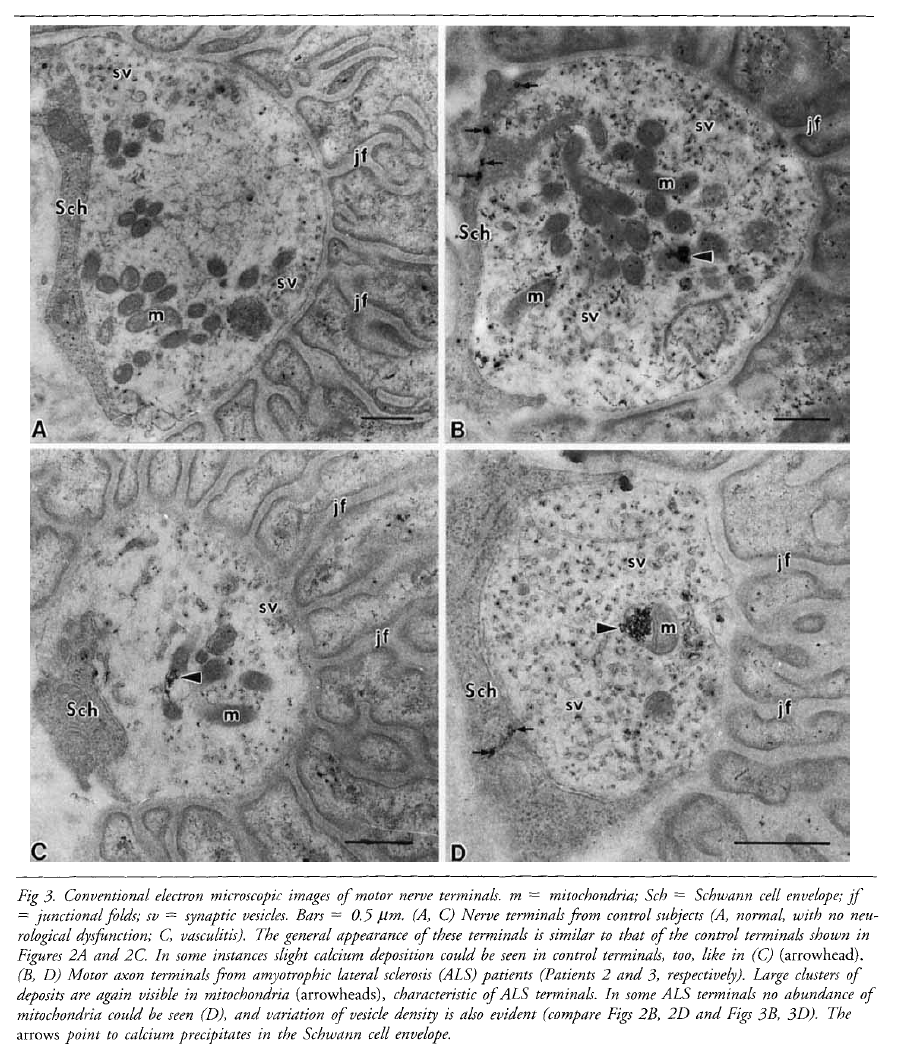 sv
jf
Sch
sv
jf
m
A
sv
jf
m
Sch
m
sv
B
jf
sv
jf
Sch
m
C
sv
jf
m
Sch
sv
jf
D
Fig 3. Conventional electron microscopic images of motor nerve terminals. m = mitochondria; Sch = Schwann cell envelope; jf
= junctional folds; sv = synaptic vesicles. Bars = 0.5 μm. (A, C) Nerve terminals from control subjects (A, normal, with no neu-
rological dysfunction; C, vasculitis). The general appearance of these terminals is similar to that of the control terminals shown in
Figures 2A and 2C. In some instances slight calcium deposition could be seen in control terminals, too, like in (C) (arrowhead).
(B, D) Motor axon terminals from amyotrophic lateral sclerosis (ALS) patients (Patients 2 and 3, respectively). Large clusters of
deposits are again visible in mitochondria (arrowheads), characteristic of ALS terminals. In some ALS terminals no abundance of
mitochondria could be seen (D), and variation of vesicle density is also evident (compare Figs 2B, 2D and Figs 3B, 3D). The
arrows point to calcium precipitates in the Schwann cell envelope.